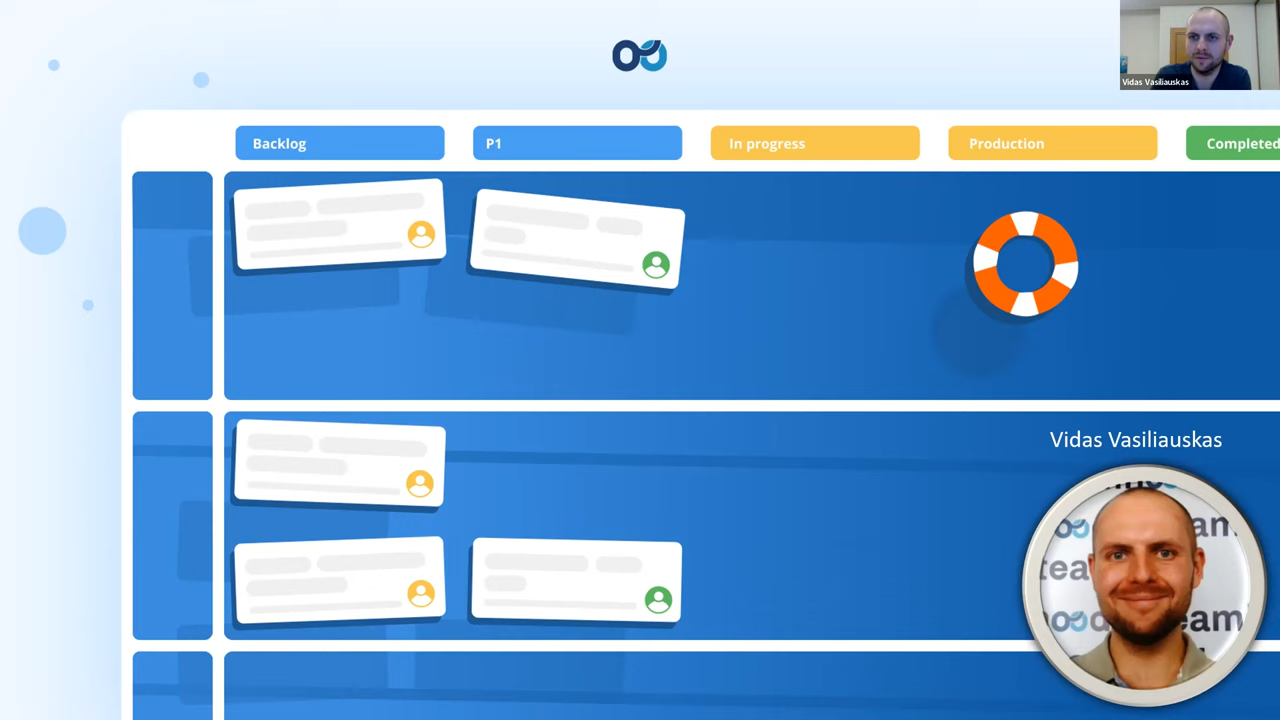 Vidas Vasiliauskas
Backlog
P1
In progress
Production
Completed
Vidas Vasiliauskas